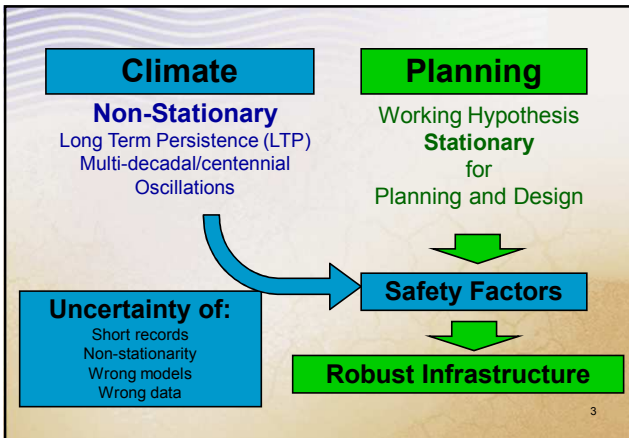 Climate
Non-Stationary
Long Term Persistence (LTP)
Multi-decadal/centennial
Oscillations
Planning
Working Hypothesis
Stationary
for
Planning and Design
Safety Factors
Uncertainty of:
Short records
Non-stationarity
Wrong models
Wrong data
Robust Infrastructure
3